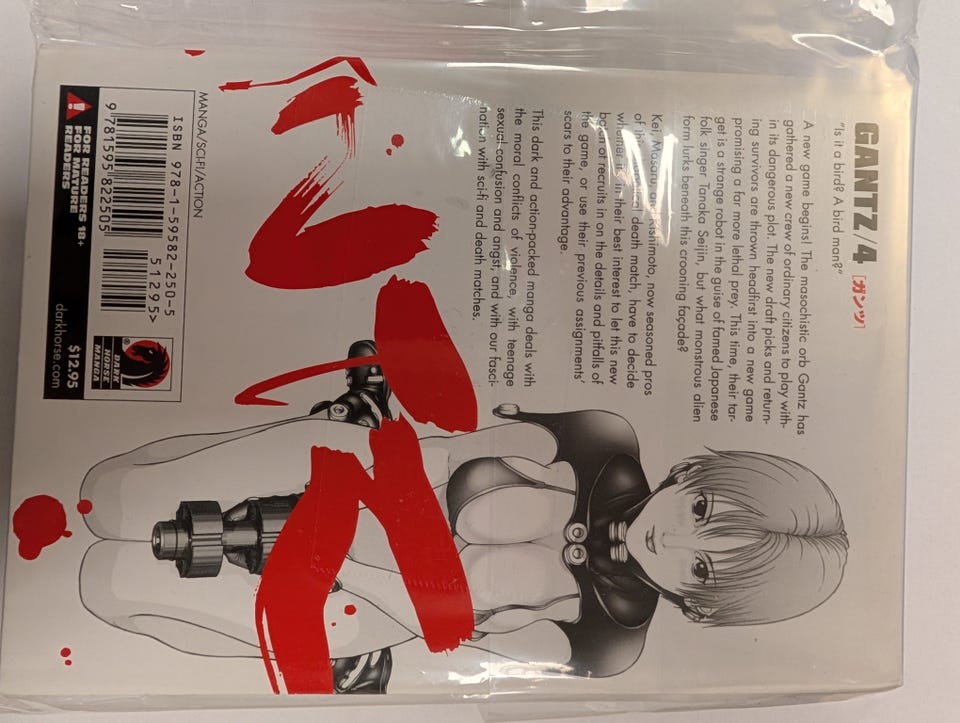 GANTZ/4 [ガンツ]
"Is it a bird? A bird man?"
A new game begins! The masochistic orb Gantz has
gathered a new crew of ordinary citizens to play with-
in its dangerous plot. The new draft picks and return-
ing survivors are thrown headfirst into a new game
promising a far more lethal prey. This time, their tar-
get is a strange robot in the guise of famed Japanese
folk singer Tanaka Seijin, but what monstrous alien
form lurks beneath this crooning façade?
Kei, Masaru, and Kishimoto, now seasoned pros
of death match, have to decide
whether it's in their best interest to let this new
of recruits in on the details and pitfalls of
the game, or use their previous assignments'
scars to their advantage.
This dark and action-packed manga deals with
the moral conflicts of violence, with teenage
sexual confusion and angst, and with our fasci-
nation with sci-fi and death matches.
MANGA/SCI-FI/ACTION
ISBN 978-1-59582-250-5
51295>
9 781595 822505
DARK
HORSE
MANGA
®
FOR READERS 18+
FOR MATURE
READERS
$12.95
darkhorse.com